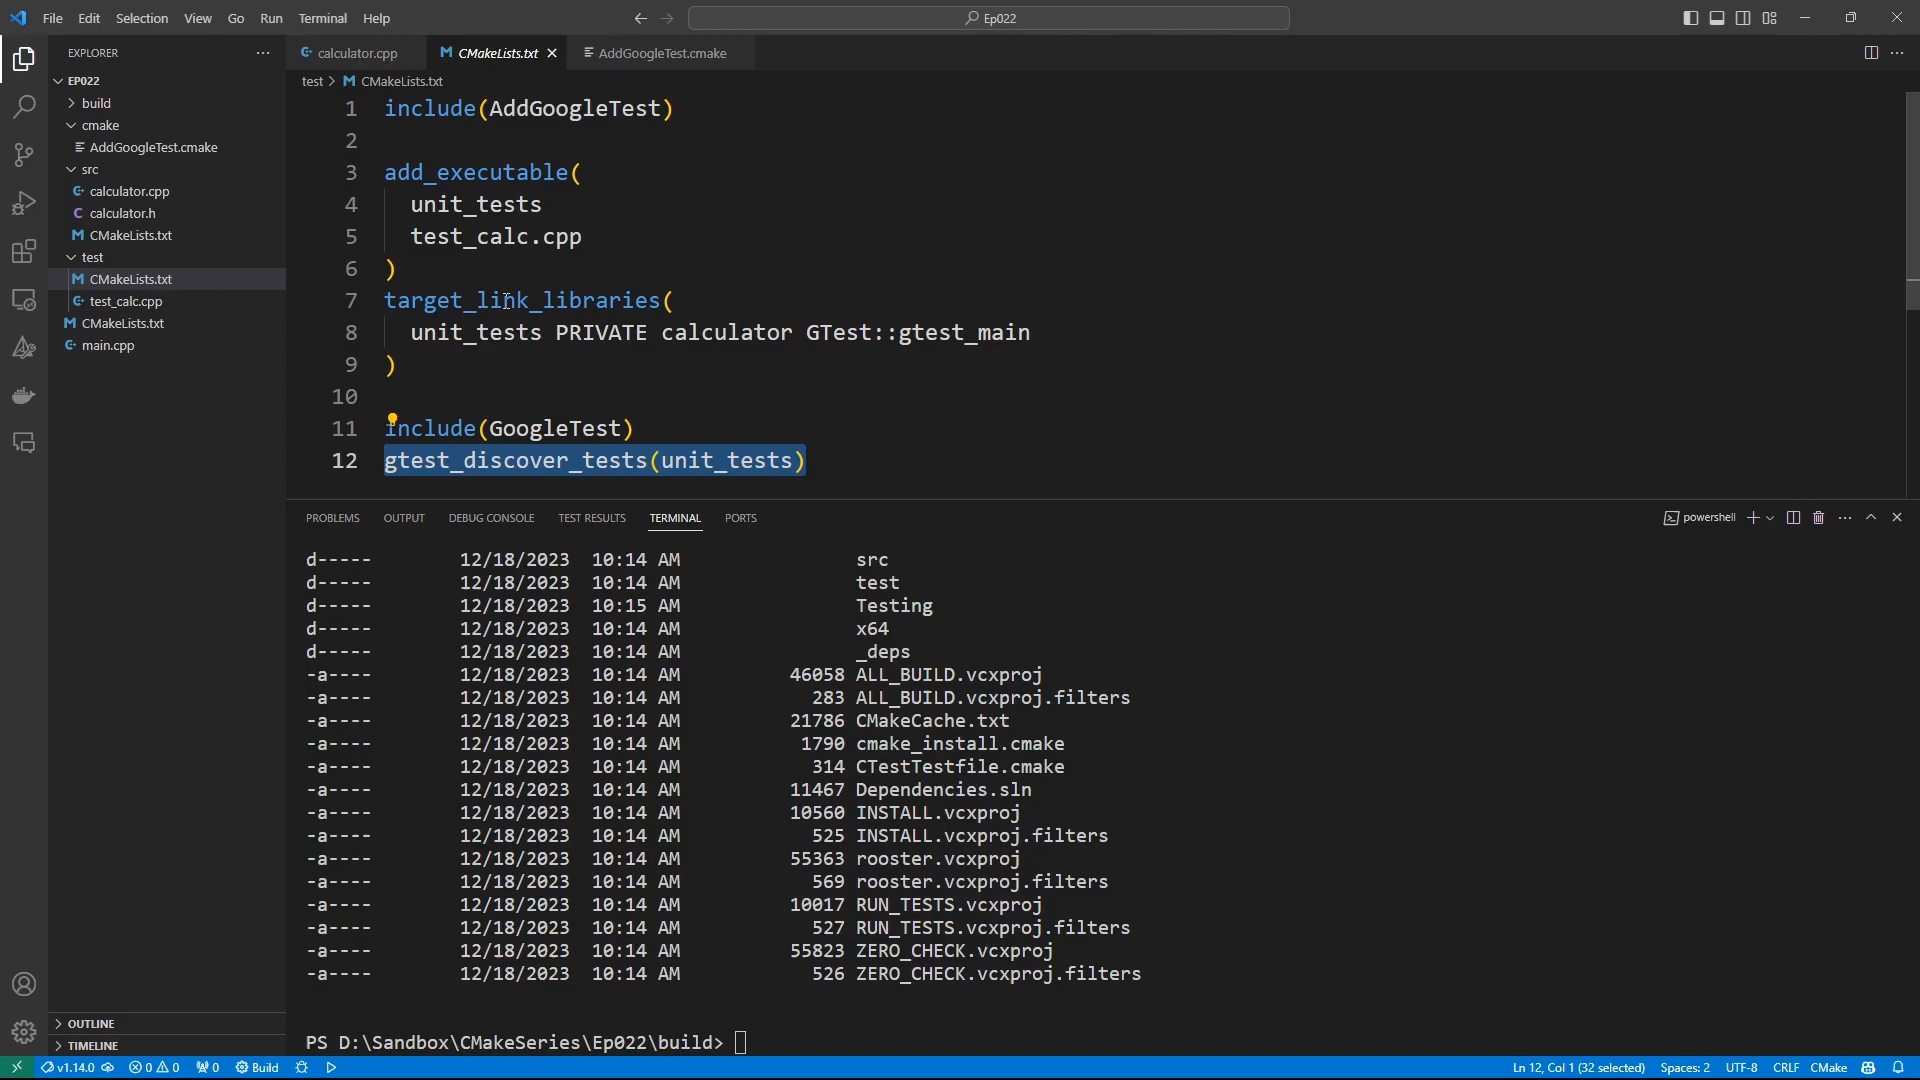 File Edit Selection View Go Run Terminal Help
Ep022
EXPLORER
calculator.cpp
CMakeLists.txt
AddGoogleTest.cmake
EP022
build
cmake
AddGoogleTest.cmake
src
calculator.cpp
calculator.h
CMakeLists.txt
test
CMakeLists.txt
test_calc.cpp
CMakeLists.txt
main.cpp
test > CMakeLists.txt
1 include(AddGoogleTest)
2
3 add_executable(
4 unit_tests
5 test_calc.cpp
6 )
7 target_link_libraries(
8 unit_tests PRIVATE calculator GTest::gtest_main
9 )
10
11 include(GoogleTest)
12 gtest_discover_tests(unit_tests)
PROBLEMS OUTPUT DEBUG CONSOLE TEST RESULTS TERMINAL PORTS
powershell
d----- 12/18/2023 10:14 AM src
d----- 12/18/2023 10:14 AM test
d----- 12/18/2023 10:15 AM Testing
d----- 12/18/2023 10:14 AM x64
d----- 12/18/2023 10:14 AM _deps
-a---- 12/18/2023 10:14 AM 46058 ALL_BUILD.vcxproj
-a---- 12/18/2023 10:14 AM 283 ALL_BUILD.vcxproj.filters
-a---- 12/18/2023 10:14 AM 21786 CMakeCache.txt
-a---- 12/18/2023 10:14 AM 1790 cmake_install.cmake
-a---- 12/18/2023 10:14 AM 314 CTestTestfile.cmake
-a---- 12/18/2023 10:14 AM 11467 Dependencies.sln
-a---- 12/18/2023 10:14 AM 10560 INSTALL.vcxproj
-a---- 12/18/2023 10:14 AM 525 INSTALL.vcxproj.filters
-a---- 12/18/2023 10:14 AM 55363 rooster.vcxproj
-a---- 12/18/2023 10:14 AM 569 rooster.vcxproj.filters
-a---- 12/18/2023 10:14 AM 10017 RUN_TESTS.vcxproj
-a---- 12/18/2023 10:14 AM 527 RUN_TESTS.vcxproj.filters
-a---- 12/18/2023 10:14 AM 55823 ZERO_CHECK.vcxproj
-a---- 12/18/2023 10:14 AM 526 ZERO_CHECK.vcxproj.filters
PS D:\Sandbox\CMakeSeries\Ep022\build>
OUTLINE
TIMELINE
v1.14.0 0 0 0 Build
Ln 12, Col 1 (32 selected) Spaces: 2 UTF-8 CRLF CMake